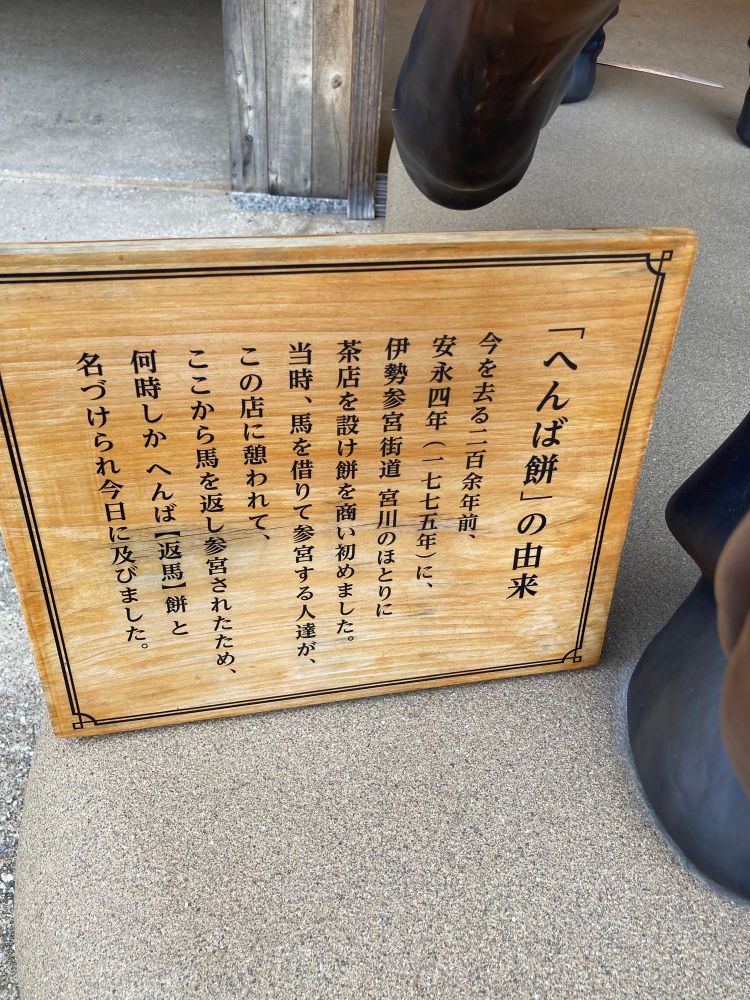 「へんば餅」の由来
今を去る二百余年前、
安永四年（一七七五年）に、
伊勢参宮街道 宮川のほとりに
茶店を設け餅を商い初めました。
当時、馬を借りて参宮する人達が、
この店に憩われて、
ここから馬を返し参宮されたため、
何時しか へんば【返馬】餅と
名づけられ今日に及びました。